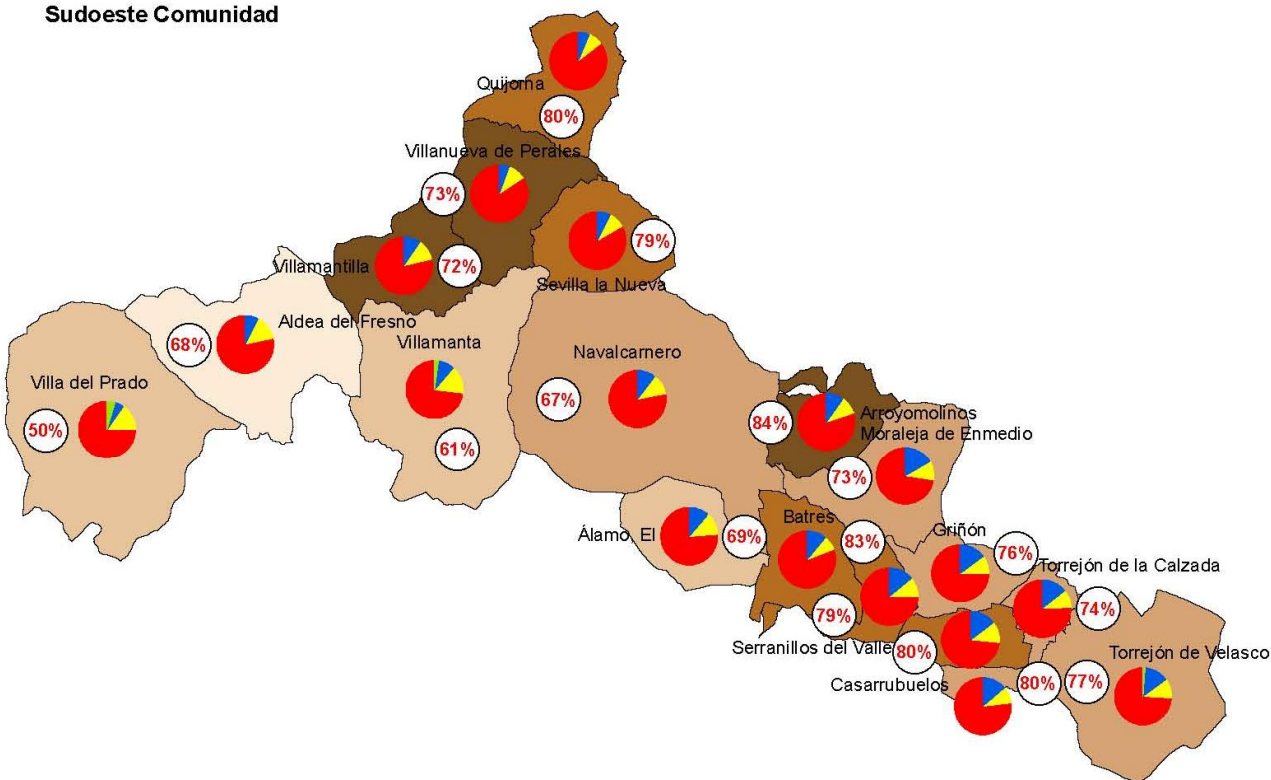 Sudoeste Comunidad
Quijorna
80%
Villanueva de Perales
73%
79%
Villamantilla
72%
Sevilla la Nueva
Aldea del Fresno
68%
Villamanta
Navalcarnero
Villa del Prado
67%
50%
61%
84%
Arroyomolinos
Moraleja de Enmedio
73%
Álamo, El
69%
Batres
83%
Griñón
76%
Torrejón de la Calzada
74%
79%
Serranillos del Valle
80%
Torrejón de Velasco
Casarrubuelos
80%
77%